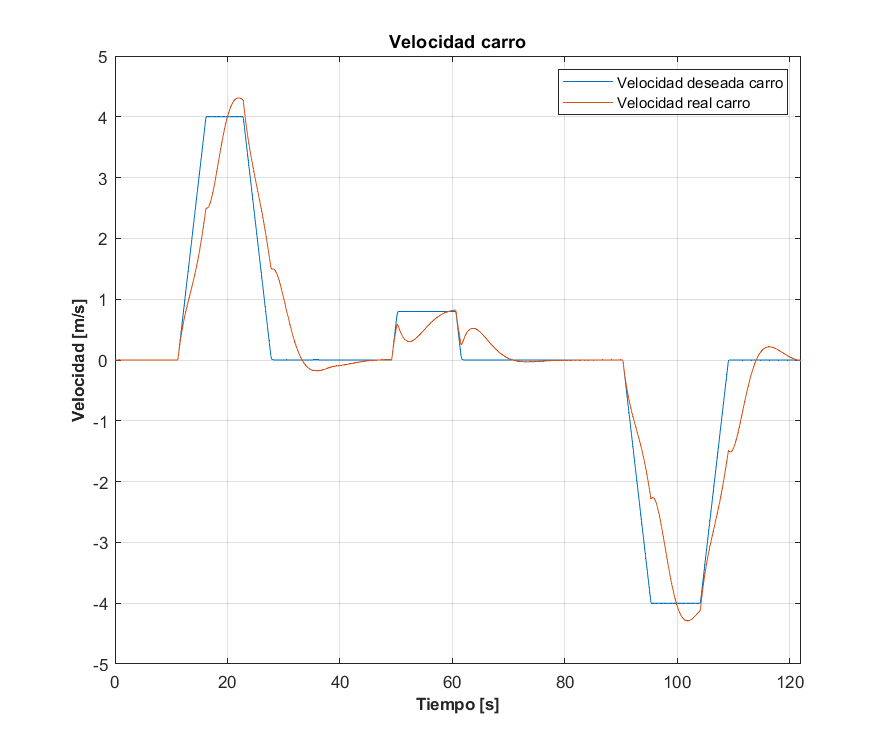 Velocidad carro
Velocidad deseada carro
Velocidad real carro
5
4
3
2
1
0
-1
-2
-3
-4
-5
Velocidad [m/s]
0 20 40 60 80 100 120
Tiempo [s]